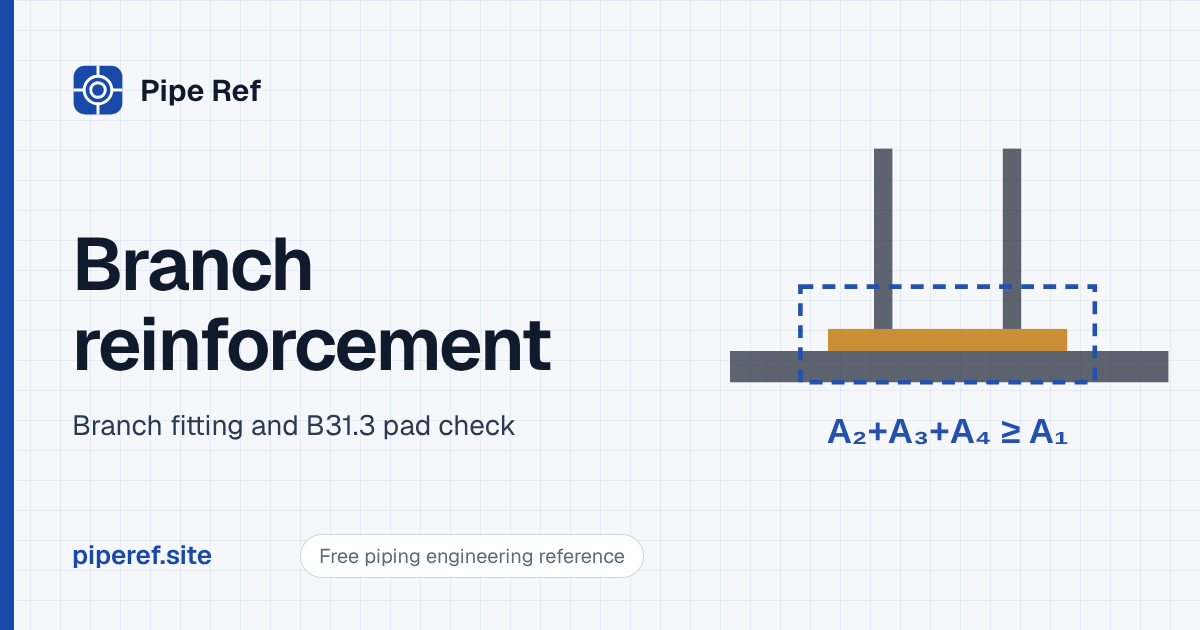 Pipe Ref
Branch
reinforcement
Branch fitting and B31.3 pad check
A₂+A₃+A₄ ≥ A₁
piperef.site
Free piping engineering reference